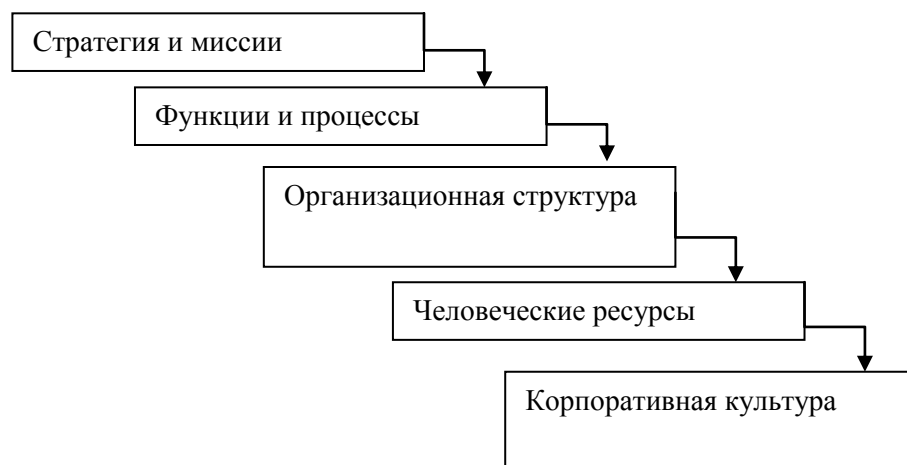 Стратегия и миссии
Функции и процессы
Организационная структура
Человеческие ресурсы
Корпоративная культура